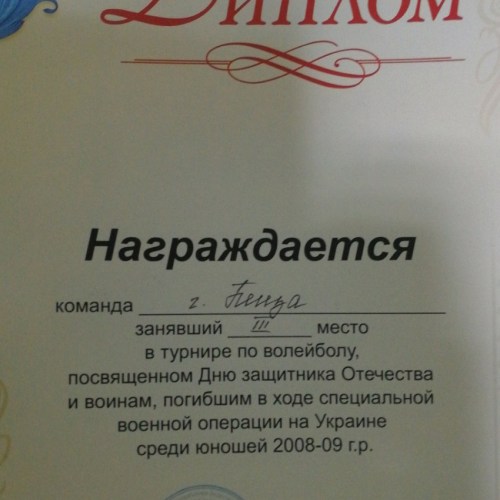 Диплом
Награждается
команда г. Пенза
занявший III место
в турнире по волейболу,
посвященном Дню защитника Отечества
и воинам, погибшим в ходе специальной
военной операции на Украине
среди юношей 2008-09 г.р.